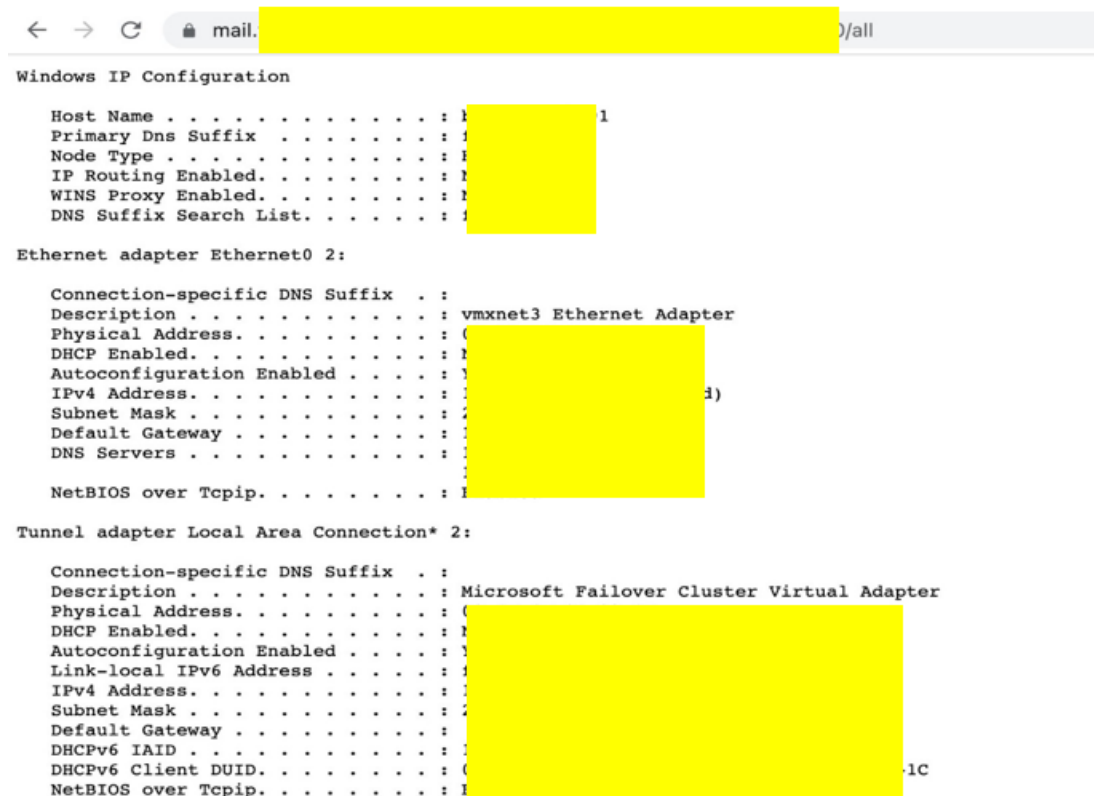 mail. )/all
Windows IP Configuration
Host Name . . . . . . . . . . . . : 1
Primary Dns Suffix . . . . . . . :
Node Type . . . . . . . . . . . . :
IP Routing Enabled. . . . . . . . :
WINS Proxy Enabled. . . . . . . . :
DNS Suffix Search List. . . . . . :
Ethernet adapter Ethernet0 2:
Connection-specific DNS Suffix . :
Description . . . . . . . . . . . : vmxnet3 Ethernet Adapter
Physical Address. . . . . . . . . :
DHCP Enabled. . . . . . . . . . . :
Autoconfiguration Enabled . . . . :
IPv4 Address. . . . . . . . . . . : d)
Subnet Mask . . . . . . . . . . . :
Default Gateway . . . . . . . . . :
DNS Servers . . . . . . . . . . . :
NetBIOS over Tcpip. . . . . . . . :
Tunnel adapter Local Area Connection* 2:
Connection-specific DNS Suffix . :
Description . . . . . . . . . . . : Microsoft Failover Cluster Virtual Adapter
Physical Address. . . . . . . . . :
DHCP Enabled. . . . . . . . . . . :
Autoconfiguration Enabled . . . . :
Link-local IPv6 Address . . . . . :
IPv4 Address. . . . . . . . . . . :
Subnet Mask . . . . . . . . . . . :
Default Gateway . . . . . . . . . :
DHCPv6 IAID . . . . . . . . . . . :
DHCPv6 Client DUID. . . . . . . . : -1C
NetBIOS over Tcpip. . . . . . . . :